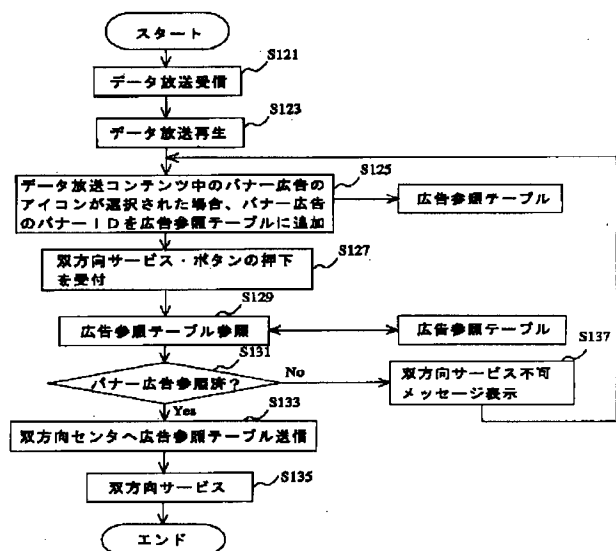 スタート
S121
データ放送受信
S123
データ放送再生
S125
データ放送コンテンツ中のバナー広告の
アイコンが選択された場合、バナー広告
のバナーIDを広告参照テーブルに追加
広告参照テーブル
双方向サービス・ボタンの押下
を受付
S127
S129
広告参照テーブル参照
広告参照テーブル
S131
バナー広告参照済?
No
S137
双方向サービス不可
メッセージ表示
Yes
S133
双方向センタへ広告参照テーブル送信
S135
双方向サービス
エンド